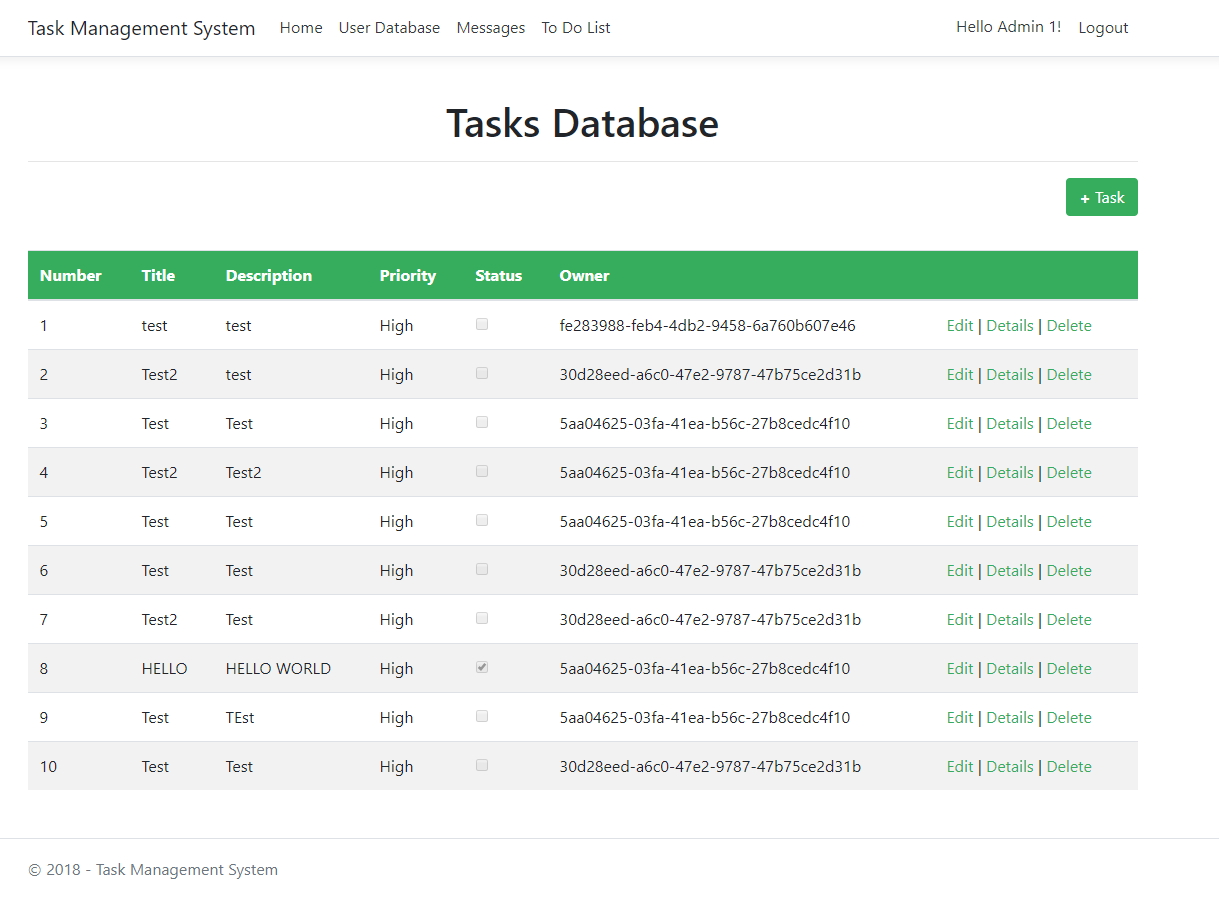 Task Management System Home User Database Messages To Do List Hello Admin 1! Logout
Tasks Database
+ Task
Number Title Description Priority Status Owner
1 test test High fe283988-feb4-4db2-9458-6a760b607e46 Edit | Details | Delete
2 Test2 test High 30d28eed-a6c0-47e2-9787-47b75ce2d31b Edit | Details | Delete
3 Test Test High 5aa04625-03fa-41ea-b56c-27b8cedc4f10 Edit | Details | Delete
4 Test2 Test2 High 5aa04625-03fa-41ea-b56c-27b8cedc4f10 Edit | Details | Delete
5 Test Test High 5aa04625-03fa-41ea-b56c-27b8cedc4f10 Edit | Details | Delete
6 Test Test High 30d28eed-a6c0-47e2-9787-47b75ce2d31b Edit | Details | Delete
7 Test2 Test High 30d28eed-a6c0-47e2-9787-47b75ce2d31b Edit | Details | Delete
8 HELLO HELLO WORLD High 5aa04625-03fa-41ea-b56c-27b8cedc4f10 Edit | Details | Delete
9 Test TEst High 5aa04625-03fa-41ea-b56c-27b8cedc4f10 Edit | Details | Delete
10 Test Test High 30d28eed-a6c0-47e2-9787-47b75ce2d31b Edit | Details | Delete
© 2018 - Task Management System